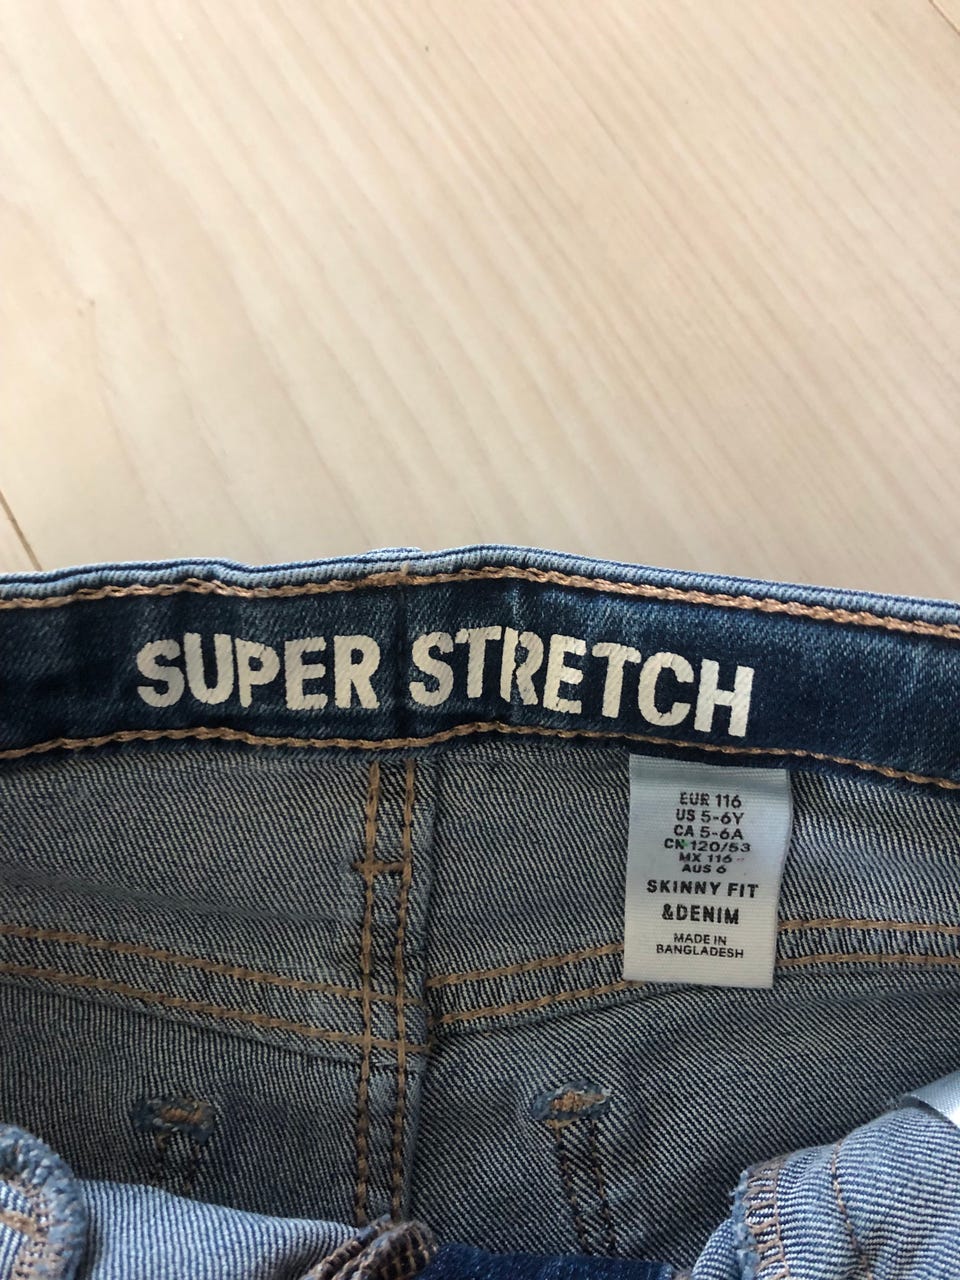 SUPER STRETCH
EUR 116
US 5-6Y
CA 5-6A
CN 120/53
MX 116
AUS 6
SKINNY FIT
&DENIM
MADE IN
BANGLADESH